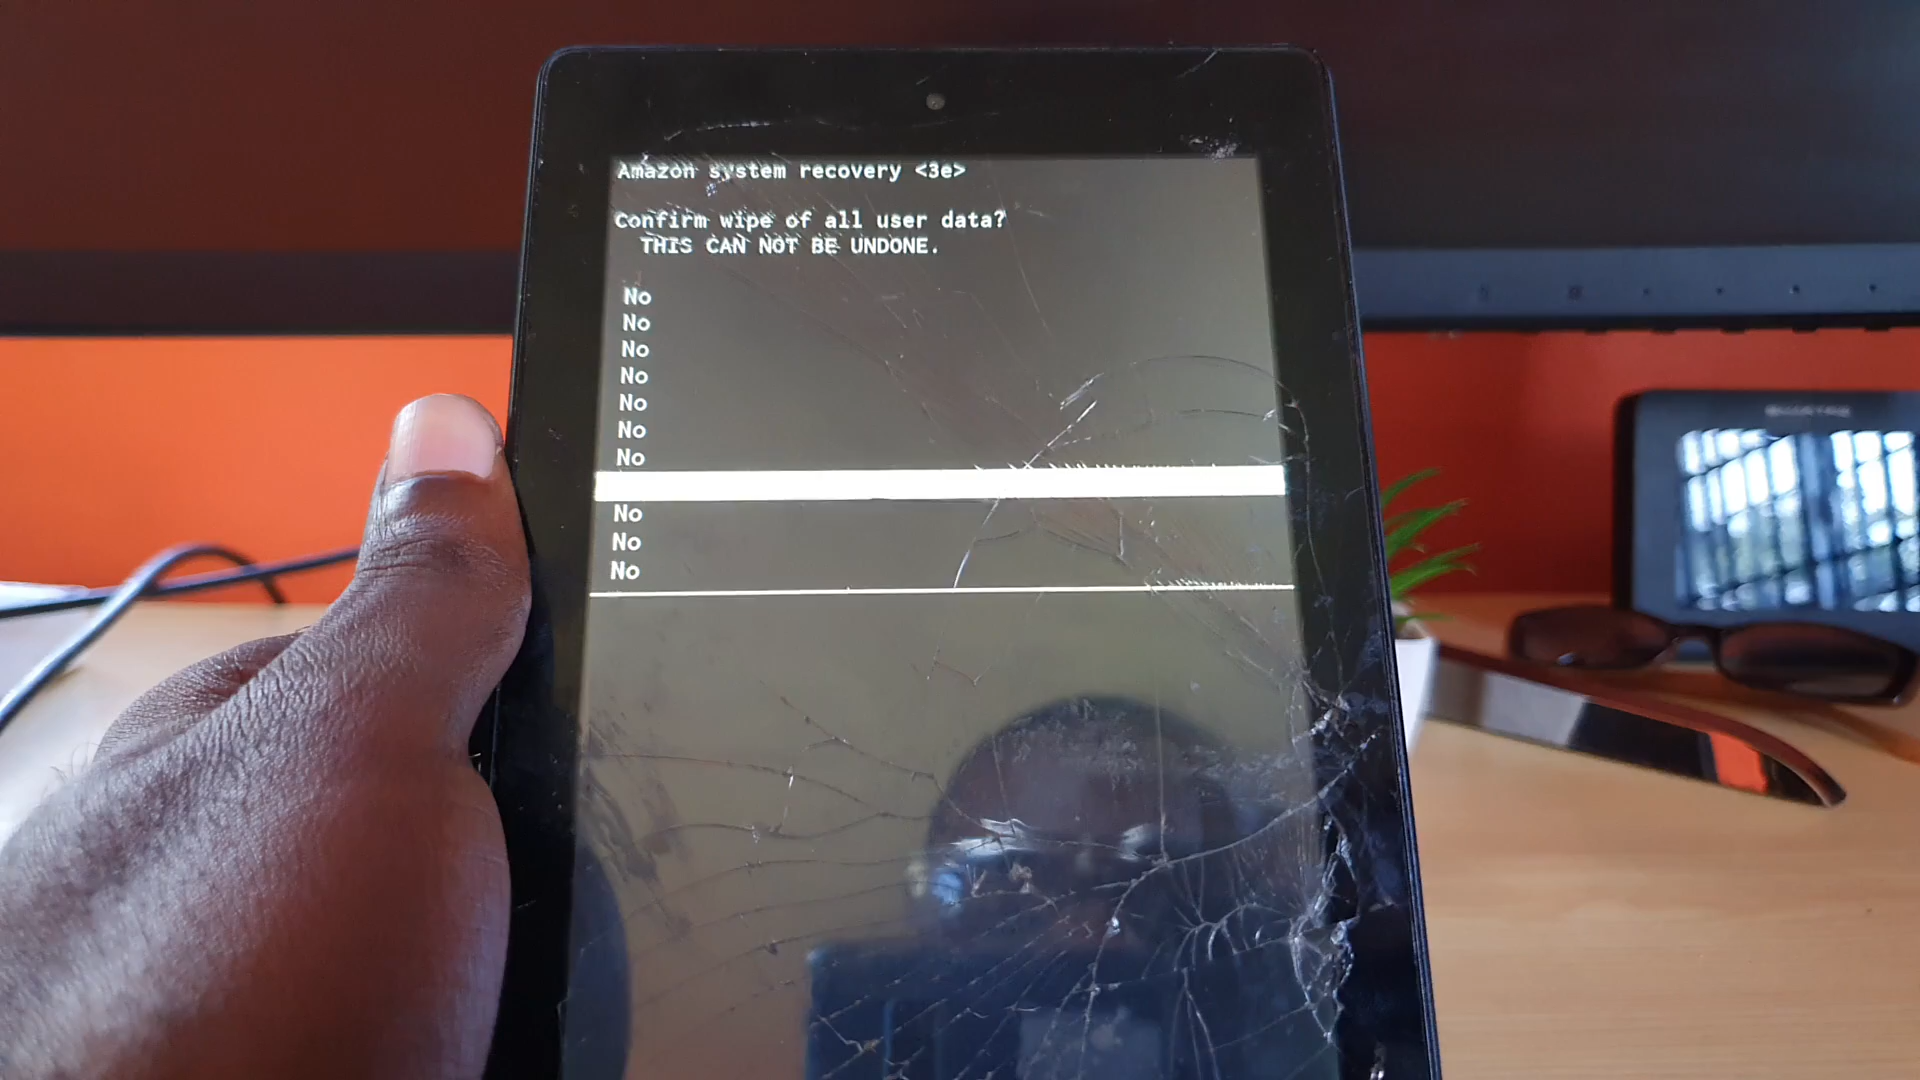 Amazon system recovery <3e>
Confirm wipe of all user data?
THIS CAN NOT BE UNDONE.
No
No
No
No
No
No
No
No
No
No